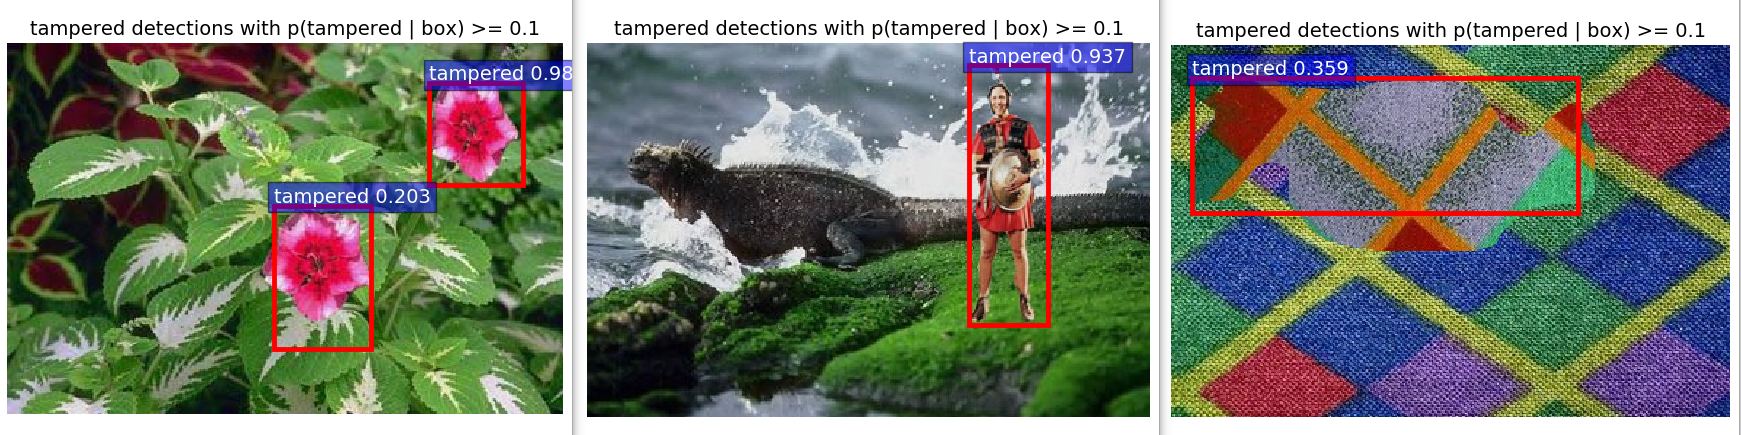 tampered detections with p(tampered | box) >= 0.1
tampered 0.98
tampered 0.203
tampered detections with p(tampered | box) >= 0.1
tampered 0.937
tampered detections with p(tampered | box) >= 0.1
tampered 0.359